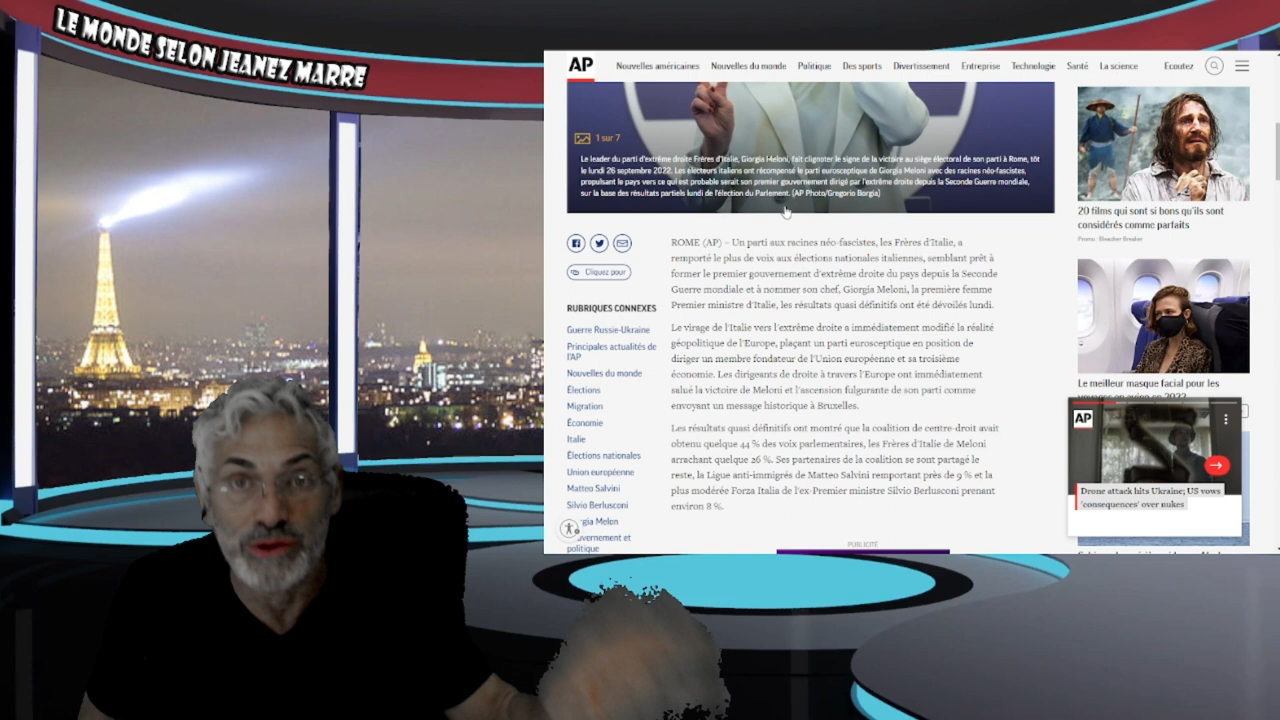 LE MONDE SELON JEANEZ MARRE
AP
Nouvelles américaines Nouvelles du monde Politique Des sports Divertissement Entreprise Technologie Santé La science Ecoutez
1 sur 7
Le leader du parti d'extrême droite Frères d'Italie, Giorgia Meloni, fait clignoter le signe de la victoire au siège électoral de son parti à Rome, tôt
le lundi 26 septembre 2022. Les électeurs italiens ont récompensé le parti eurosceptique de Giorgia Meloni avec des racines néo-fascistes,
propulsant le pays vers ce qui est probable serait son premier gouvernement dirigé par l'extrême droite depuis la Seconde Guerre mondiale,
sur la base des résultats partiels lundi de l'élection du Parlement. (AP Photo/Gregorio Borgia)
Cliquez pour
RUBRIQUES CONNEXES
Guerre Russie-Ukraine
Principales actualités de
l'AP
Nouvelles du monde
Élections
Migration
Économie
Italie
Élections nationales
Union européenne
Matteo Salvini
Silvio Berlusconi
gia Melon
uvernement et
politique
ROME (AP) – Un parti aux racines néo-fascistes, les Frères d'Italie, a
remporté le plus de voix aux élections nationales italiennes, semblant prêt à
former le premier gouvernement d'extrême droite du pays depuis la Seconde
Guerre mondiale et à nommer son chef, Giorgia Meloni, la première femme
Premier ministre d'Italie, les résultats quasi définitifs ont été dévoilés lundi.
Le virage de l'Italie vers l'extrême droite a immédiatement modifié la réalité
géopolitique de l'Europe, plaçant un parti eurosceptique en position de
diriger un membre fondateur de l'Union européenne et sa troisième
économie. Les dirigeants de droite à travers l'Europe ont immédiatement
salué la victoire de Meloni et l'ascension fulgurante de son parti comme
envoyant un message historique à Bruxelles.
Les résultats quasi définitifs ont montré que la coalition de centre-droit avait
obtenu quelque 44 % des voix parlementaires, les Frères d'Italie de Meloni
arrachant quelque 26 %. Ses partenaires de la coalition se sont partagé le
reste, la Ligue anti-immigrés de Matteo Salvini remportant près de 9 % et la
plus modérée Forza Italia de l'ex-Premier ministre Silvio Berlusconi prenant
environ 8 %.
PUBLICITÉ
20 films qui sont si bons qu'ils sont
considérés comme parfaits
Promu : Bleacher Breaker
Le meilleur masque facial pour les
voyages en avion en 2022
AP
Drone attack hits Ukraine; US vows
'consequences' over nukes